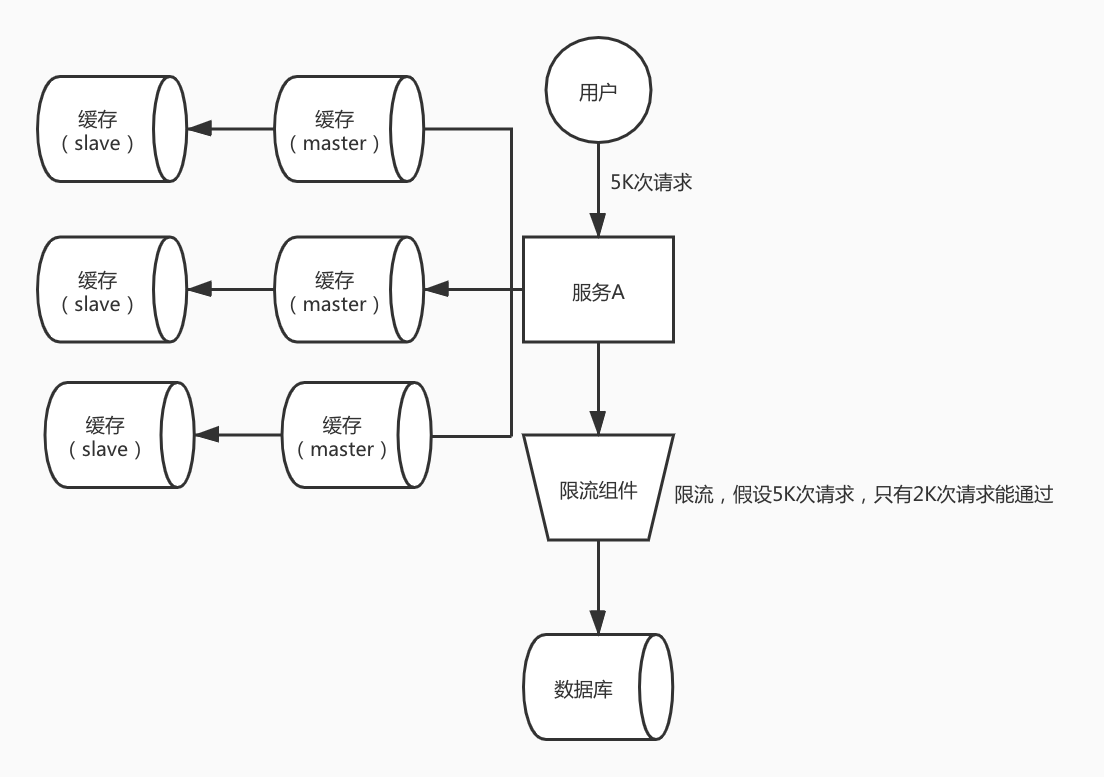 用户
5K次请求
缓存
（slave）
缓存
（master）
缓存
（slave）
缓存
（master）
服务A
缓存
（slave）
缓存
（master）
限流组件
限流，假设5K次请求，只有2K次请求能通过
数据库